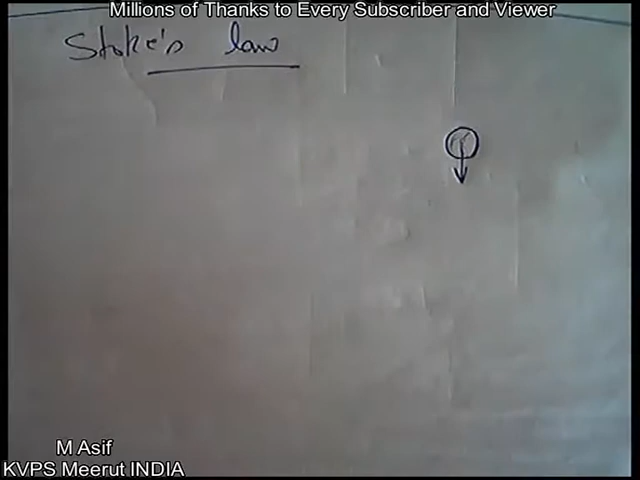 Millions of Thanks to Every Subscriber and Viewer
Stoke's law
M Asif
KVPS Meerut INDIA